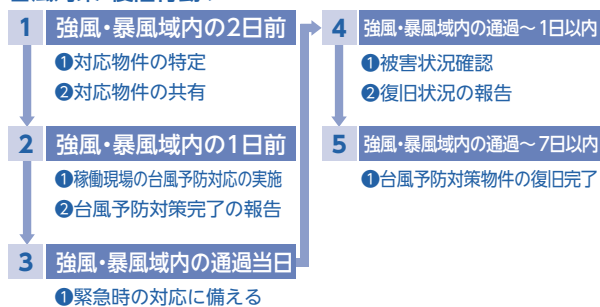 1 強風・暴風域内の2日前
❶対応物件の特定
❷対応物件の共有
2 強風・暴風域内の1日前
❶稼働現場の台風予防対応の実施
❷台風予防対策完了の報告
3 強風・暴風域内の通過当日
❶緊急時の対応に備える
4 強風・暴風域内の通過～1日以内
❶被害状況確認
❷復旧状況の報告
5 強風・暴風域内の通過～7日以内
❶台風予防対策物件の復旧完了